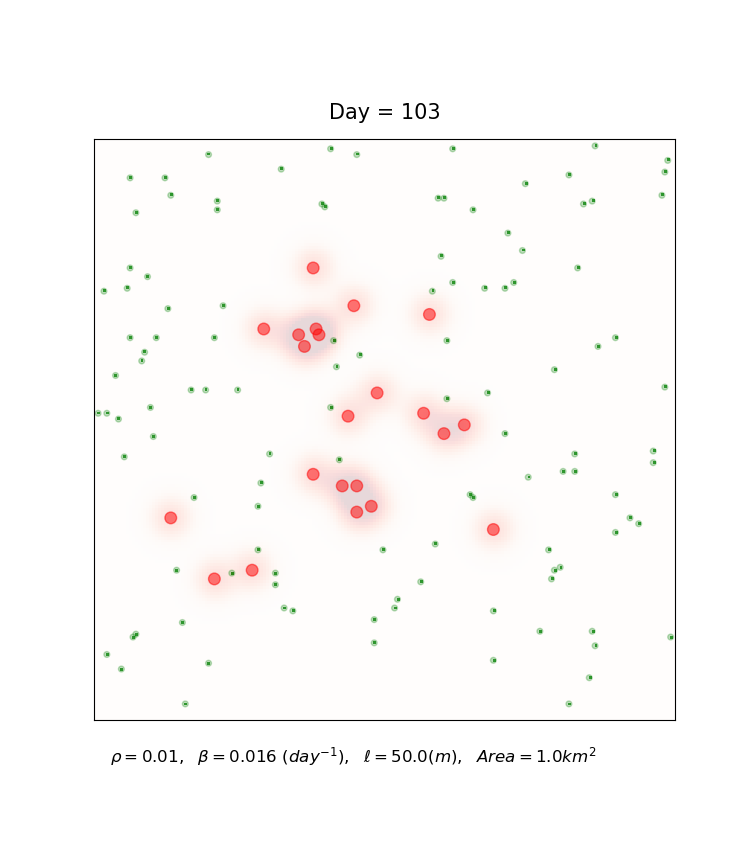 Day = 103
ρ = 0.01, β = 0.016 (day⁻¹), ℓ = 50.0(m), Area = 1.0km²